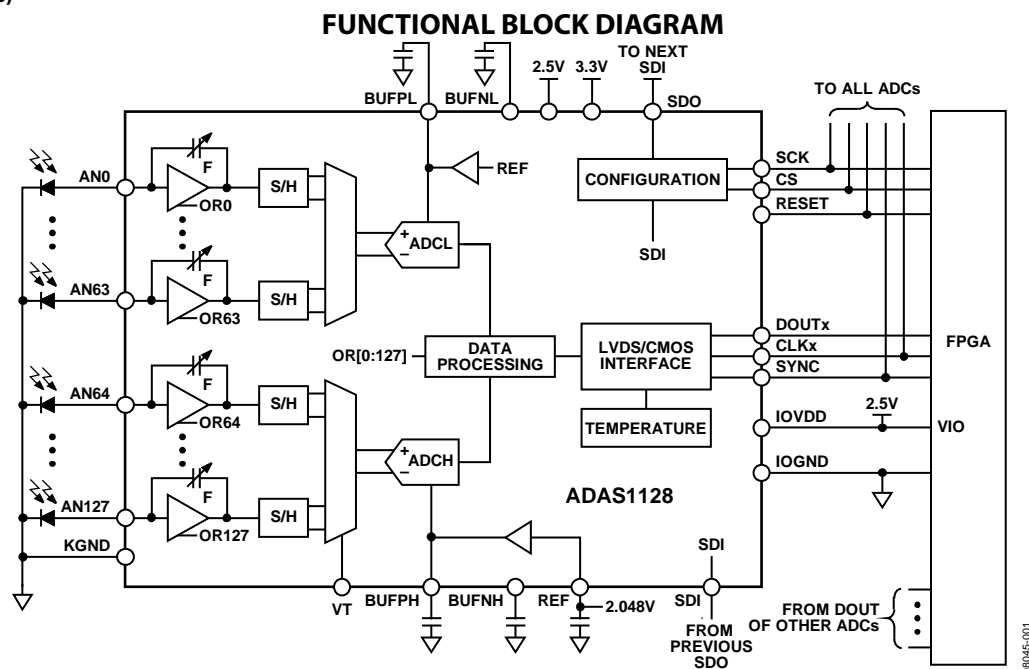 FUNCTIONAL BLOCK DIAGRAM
TO NEXT
SDI
2.5V
3.3V
BUFPL
BUFNL
SDO
TO ALL ADCs
AN0
F
OR0
S/H
REF
CONFIGURATION
SCK
CS
RESET
+
ADCL
–
SDI
AN63
F
OR63
S/H
OR[0:127]
DATA
PROCESSING
LVDS/CMOS
INTERFACE
DOUTx
CLKx
SYNC
FPGA
AN64
F
OR64
S/H
TEMPERATURE
2.5V
IOVDD
VIO
+
ADCH
–
IOGND
AN127
F
OR127
S/H
ADAS1128
KGND
SDI
VT
BUFPH
BUFNH
REF
2.048V
SDI
FROM
PREVIOUS
SDO
FROM DOUT
OF OTHER ADCs